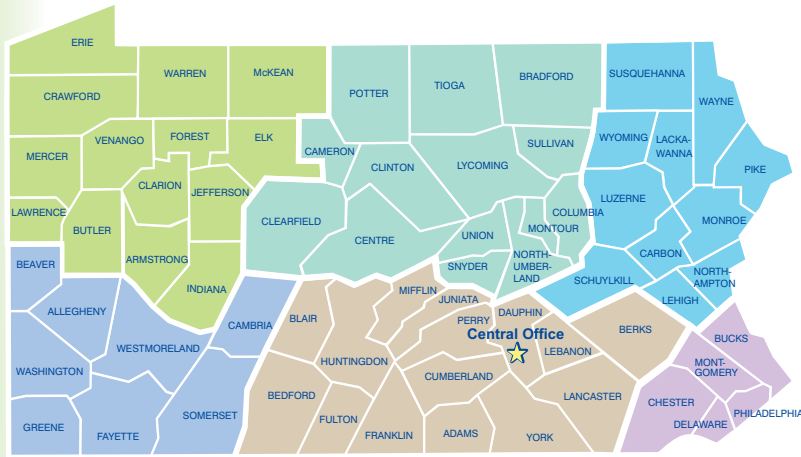 ERIE
WARREN
McKEAN
POTTER
TIOGA
BRADFORD
SUSQUEHANNA
WAYNE
CRAWFORD
VENANGO
FOREST
ELK
CAMERON
CLINTON
LYCOMING
SULLIVAN
WYOMING
LACKA-
WANNA
PIKE
MERCER
CLARION
JEFFERSON
LUZERNE
LAWRENCE
BUTLER
CLEARFIELD
CENTRE
UNION
COLUMBIA
MONTOUR
MONROE
BEAVER
ARMSTRONG
INDIANA
SNYDER
NORTH-
UMBER-
LAND
SCHUYLKILL
CARBON
NORTH-
AMPTON
LEHIGH
ALLEGHENY
WESTMORELAND
CAMBRIA
BLAIR
MIFFLIN
JUNIATA
PERRY
DAUPHIN
Central Office
LEBANON
BERKS
BUCKS
WASHINGTON
HUNTINGDON
CUMBERLAND
MONT-
GOMERY
GREENE
FAYETTE
SOMERSET
BEDFORD
FULTON
FRANKLIN
ADAMS
YORK
LANCASTER
CHESTER
DELAWARE
PHILADELPHIA